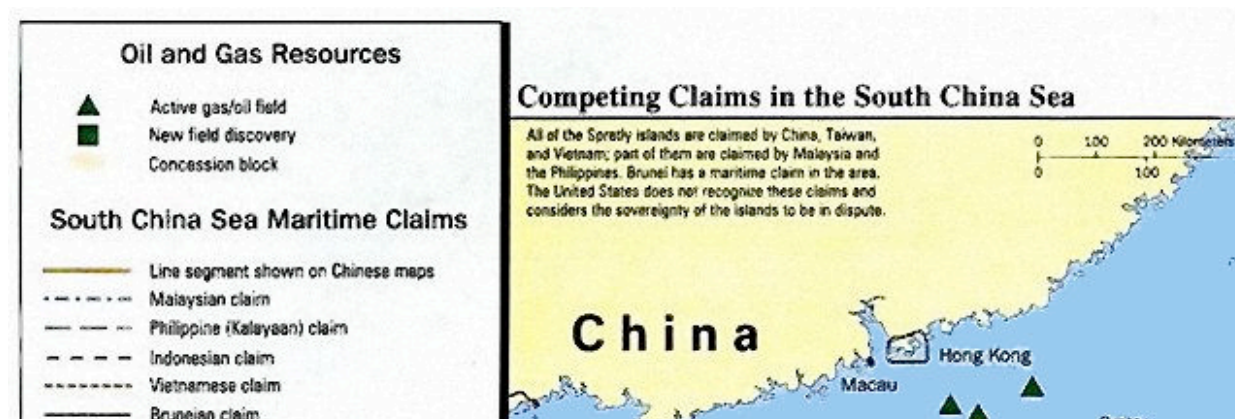 Oil and Gas Resources
Active gas/oil field
New field discovery
Concession block
South China Sea Maritime Claims
Line segment shown on Chinese maps
Malaysian claim
Philippine (Kalayaan) claim
Indonesian claim
Vietnamese claim
Bruneian claim
Competing Claims in the South China Sea
All of the Spratly islands are claimed by China, Taiwan,
and Vietnam; part of them are claimed by Malaysia and
the Philippines. Brunei has a maritime claim in the area.
The United States does not recognize these claims and
considers the sovereignty of the islands to be in dispute.
0 100 200 Kilometers
0 100
China
Hong Kong
Macau